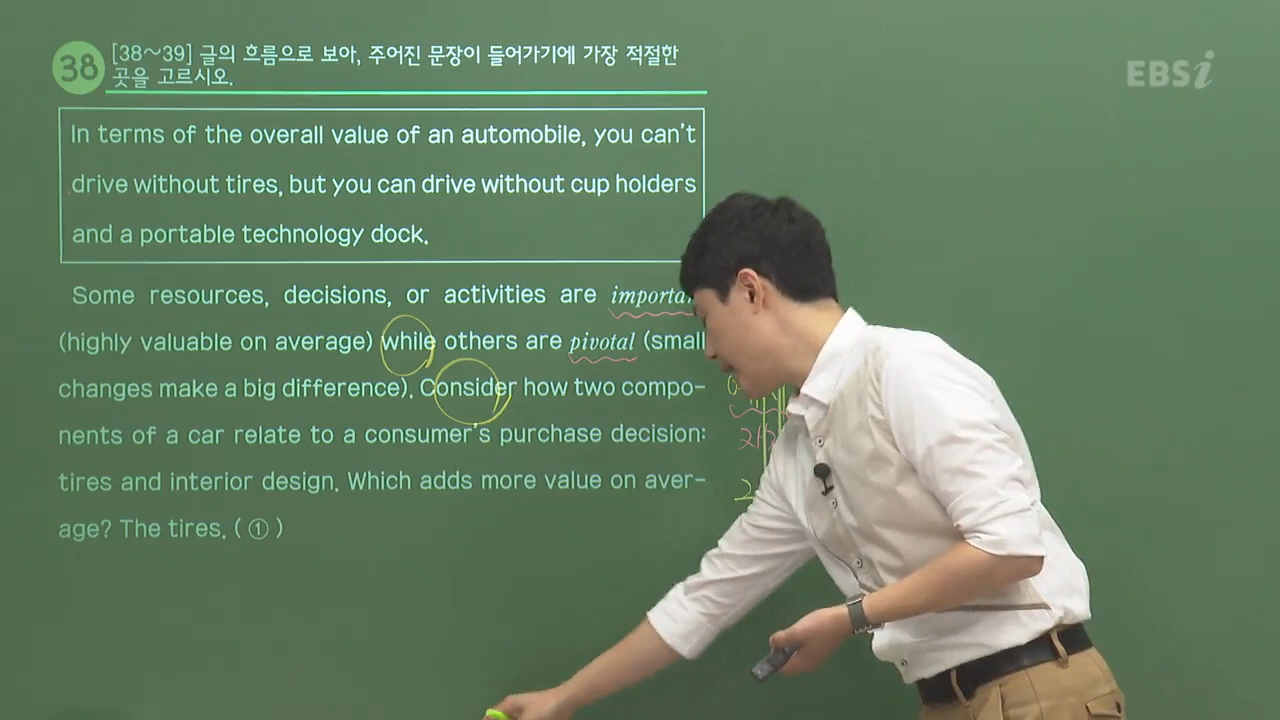 38
[38~39] 글의 흐름으로 보아, 주어진 문장이 들어가기에 가장 적절한
곳을 고르시오.
EBSi
In terms of the overall value of an automobile, you can't
drive without tires, but you can drive without cup holders
and a portable technology dock.
Some resources, decisions, or activities are
(highly valuable on average) while others are pivotal (small
changes make a big difference). Consider how two compo-
nents of a car relate to a consumer's purchase decision:
tires and interior design. Which adds more value on aver-
age? The tires. ( ① )